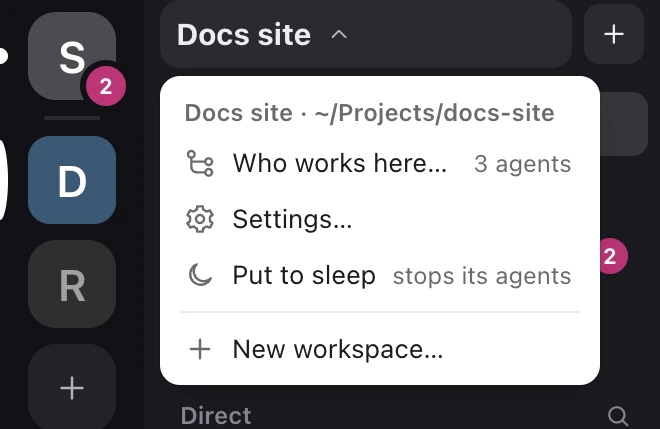 S
2
D
R
Docs site
Docs site · ~/Projects/docs-site
Who works here... 3 agents
Settings...
Put to sleep stops its agents
2
New workspace...
Direct